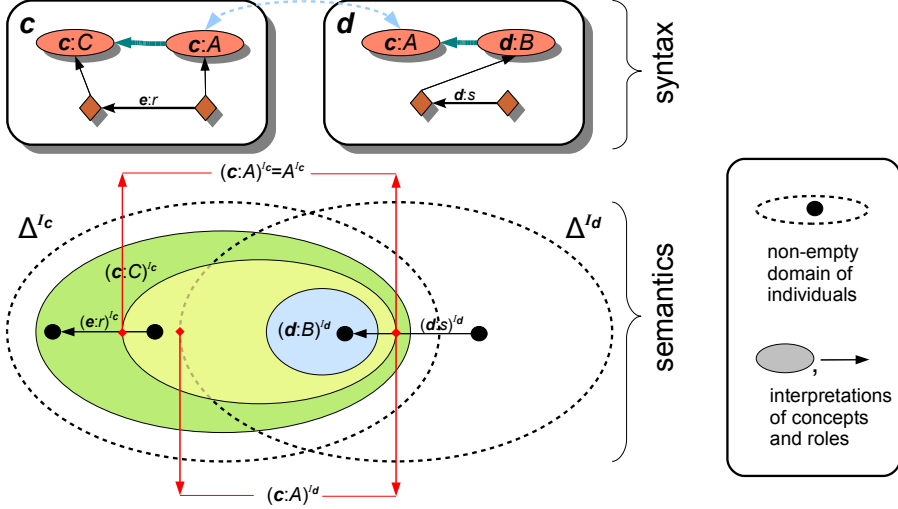 c
c:C
c:A
e:r
d
c:A
d:B
d:s
syntax
(c:A)^Ic=A^Ic
Δ^Ic
Δ^Id
(c:C)^Ic
(e:r)^Ic
(d:B)^Id
(d:s)^Id
(c:A)^Id
semantics
non-empty
domain of
individuals
,
interpretations
of concepts
and roles